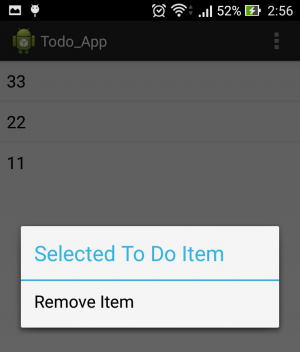 52% 2:56
Todo_App
33
22
11
Selected To Do Item
Remove Item